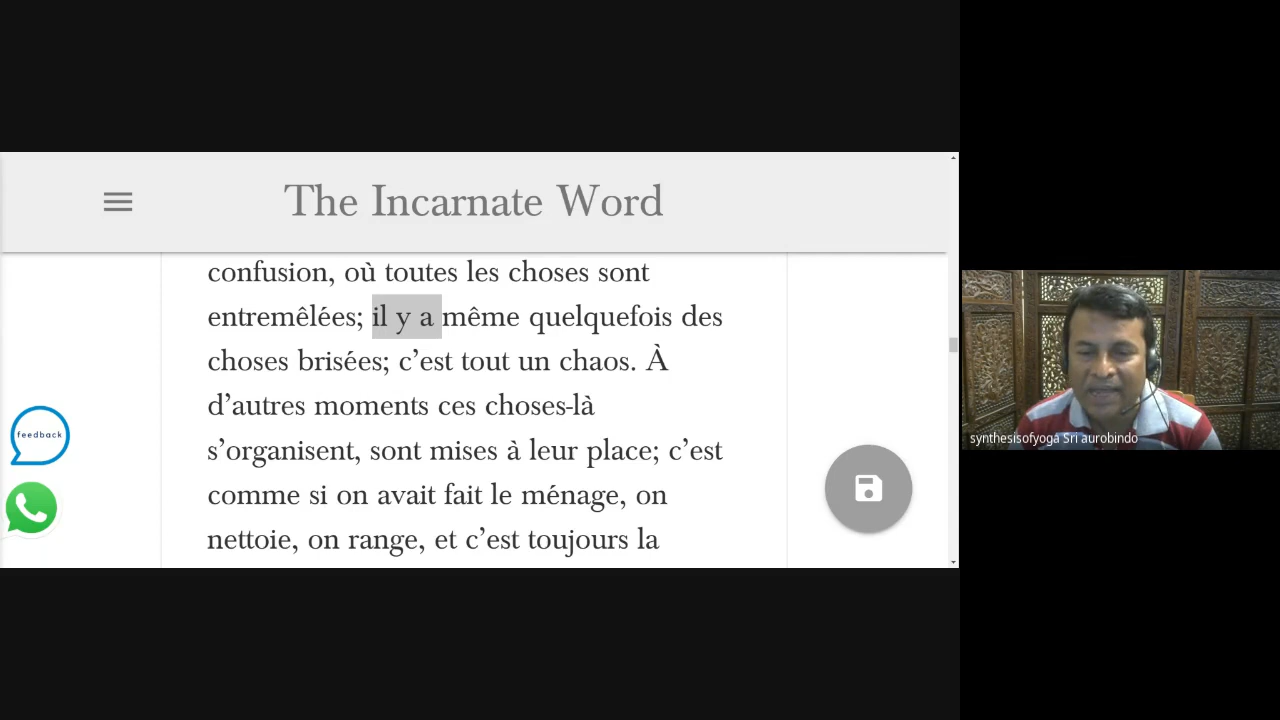 The Incarnate Word
confusion, où toutes les choses sont
entremêlées; il y a même quelquefois des
choses brisées; c’est tout un chaos. À
d’autres moments ces choses-là
s’organisent, sont mises à leur place; c’est
comme si on avait fait le ménage, on
nettoie, on range, et c’est toujours la
feedback
synthesisofyoga Sri aurobindo